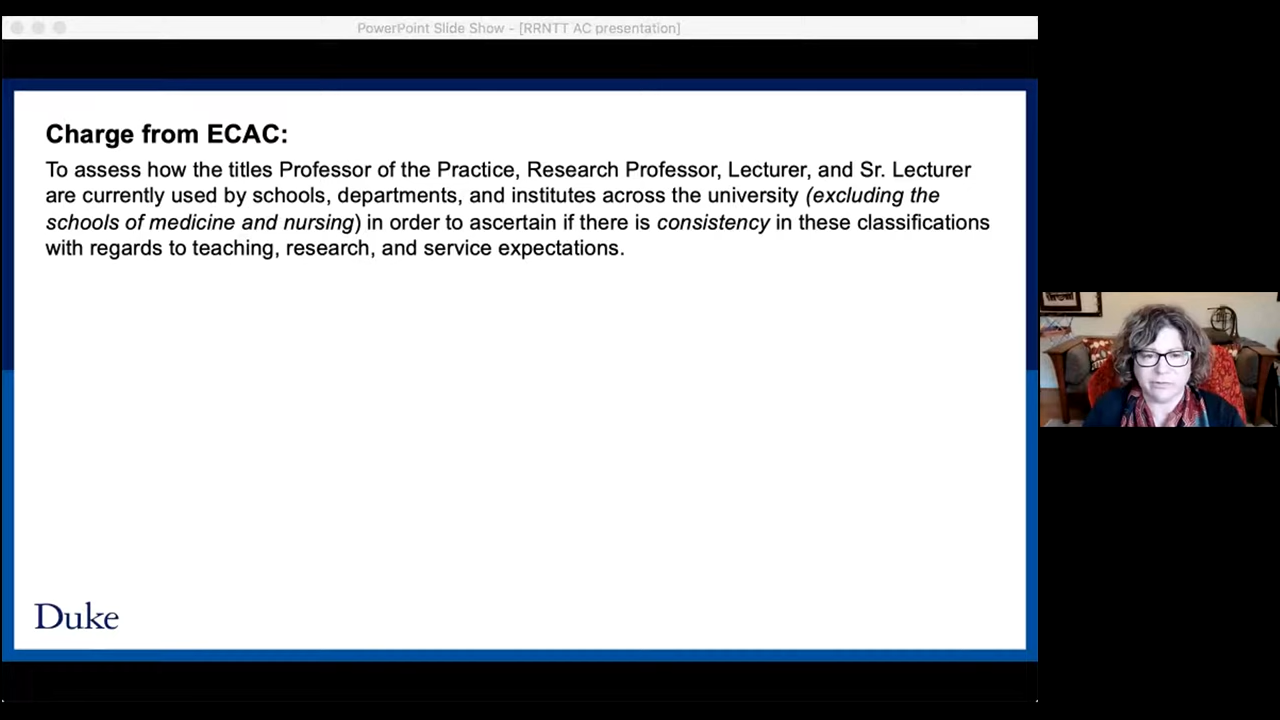 PowerPoint Slide Show - [RRNTT AC presentation]
Charge from ECAC:
To assess how the titles Professor of the Practice, Research Professor, Lecturer, and Sr. Lecturer
are currently used by schools, departments, and institutes across the university (excluding the
schools of medicine and nursing) in order to ascertain if there is consistency in these classifications
with regards to teaching, research, and service expectations.
Duke